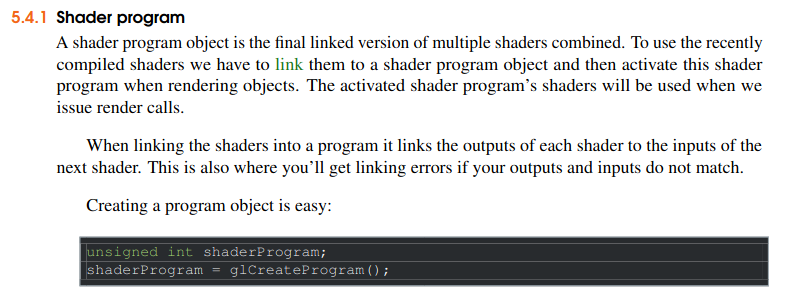 5.4.1 Shader program
A shader program object is the final linked version of multiple shaders combined. To use the recently
compiled shaders we have to link them to a shader program object and then activate this shader
program when rendering objects. The activated shader program's shaders will be used when we
issue render calls.
When linking the shaders into a program it links the outputs of each shader to the inputs of the
next shader. This is also where you'll get linking errors if your outputs and inputs do not match.
Creating a program object is easy:
unsigned int shaderProgram;
shaderProgram = glCreateProgram();